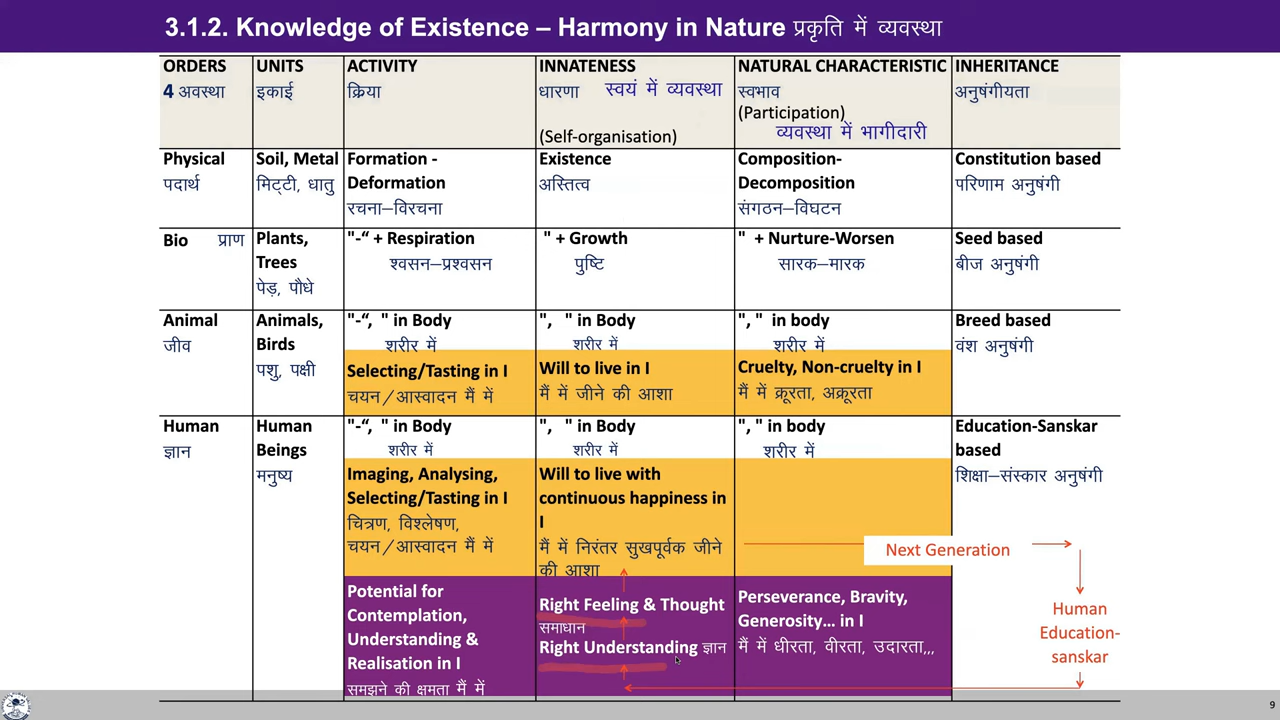 3.1.2. Knowledge of Existence – Harmony in Nature प्रकृति में व्यवस्था
ORDERS
4 अवस्था
UNITS
इकाई
ACTIVITY
क्रिया
INNATENESS
धारणा स्वयं में व्यवस्था
(Self-organisation)
NATURAL CHARACTERISTIC
स्वभाव
(Participation)
व्यवस्था में भागीदारी
INHERITANCE
अनुषंगीयता
Physical
पदार्थ
Soil, Metal
मिट्टी, धातु
Formation -
Deformation
रचना–विरचना
Existence
अस्तित्व
Composition-
Decomposition
संगठन–विघटन
Constitution based
परिणाम अनुषंगी
Bio प्राण
Plants,
Trees
पेड़, पौधे
"-“ + Respiration
श्वसन–प्रश्वसन
" + Growth
पुष्टि
" + Nurture-Worsen
सारक–मारक
Seed based
बीज अनुषंगी
Animal
जीव
Animals,
Birds
पशु, पक्षी
"-“, " in Body
शरीर में
Selecting/Tasting in I
चयन/आस्वादन मैं में
", " in Body
शरीर में
Will to live in I
मैं में जीने की आशा
", " in body
शरीर में
Cruelty, Non-cruelty in I
मैं में क्रूरता, अक्रूरता
Breed based
वंश अनुषंगी
Human
ज्ञान
Human
Beings
मनुष्य
"-“, " in Body
शरीर में
Imaging, Analysing,
Selecting/Tasting in I
चित्रण, विश्लेषण,
चयन/आस्वादन मैं में
Potential for
Contemplation,
Understanding &
Realisation in I
समझने की क्षमता मैं में
", " in Body
शरीर में
Will to live with
continuous happiness in
I
मैं में निरंतर सुखपूर्वक जीने
की आशा
Right Feeling & Thought
समाधान
Right Understanding ज्ञान
", " in body
शरीर में
Perseverance, Bravity,
Generosity… in I
मैं में धीरता, वीरता, उदारता,,,
Education-Sanskar
based
शिक्षा–संस्कार अनुषंगी
Next Generation
Human
Education-
sanskar
9